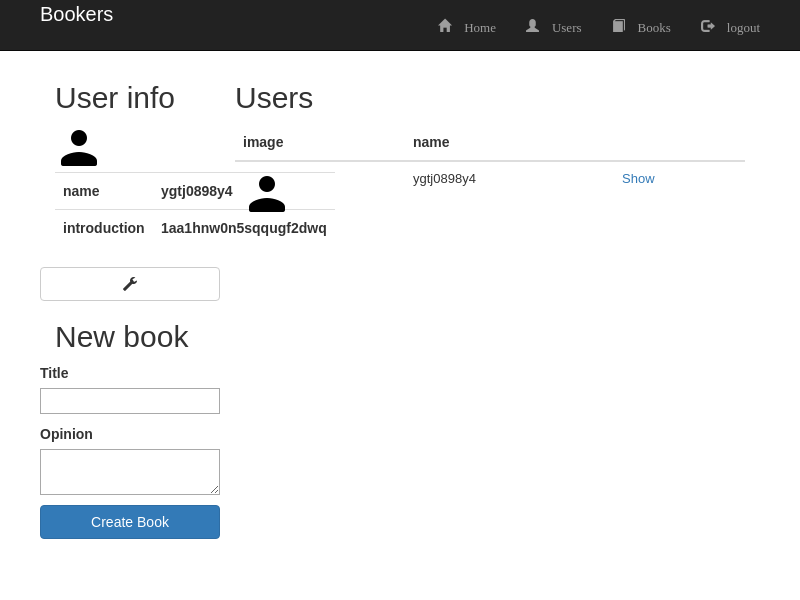 Bookers
Home Users Books logout
User info
name ygtj0898y4
introduction 1aa1hnw0n5sqqugf2dwq
New book
Title
Opinion
Create Book
Users
image name
ygtj0898y4 Show